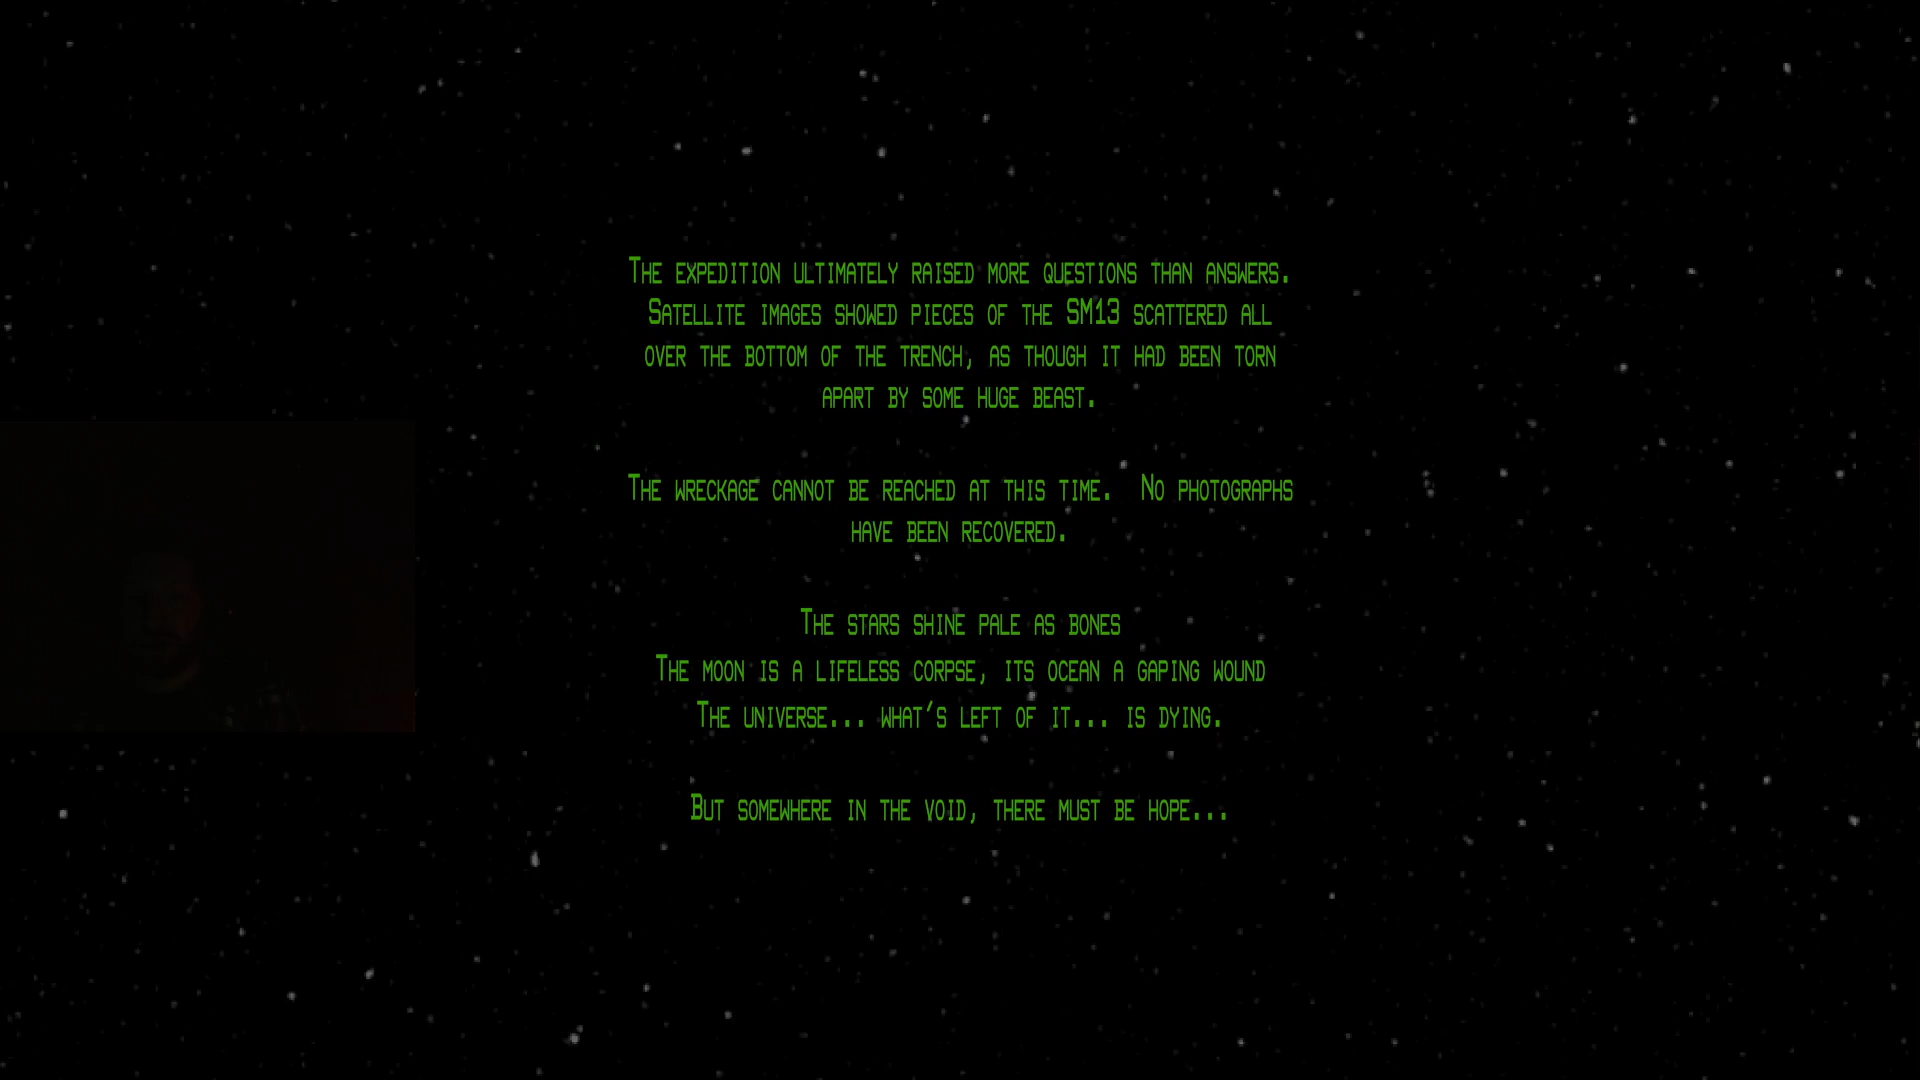 The expedition ultimately raised more questions than answers.
Satellite images showed pieces of the SM13 scattered all
over the bottom of the trench, as though it had been torn
apart by some huge beast.
The wreckage cannot be reached at this time.  No photographs
have been recovered.
The stars shine pale as bones
The moon is a lifeless corpse, its ocean a gaping wound
The universe... what's left of it... is dying.
But somewhere in the void, there must be hope...